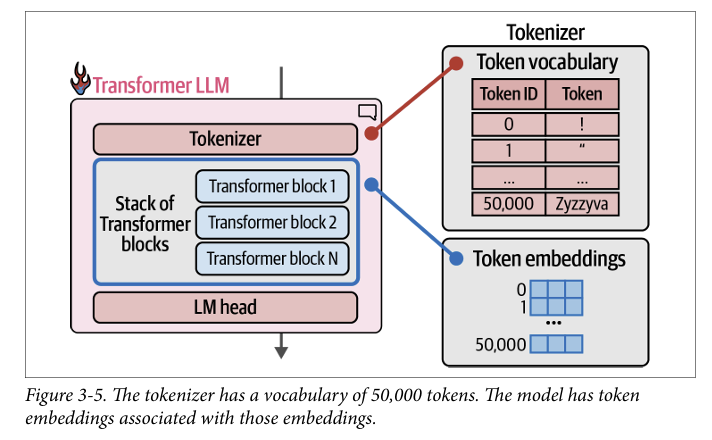 Transformer LLM
Tokenizer
Stack of
Transformer
blocks
Transformer block 1
Transformer block 2
Transformer block N
LM head
Tokenizer
Token vocabulary
Token ID Token
0 !
1 “
... ...
50,000 Zyzzyva
Token embeddings
0
1
...
50,000
Figure 3-5. The tokenizer has a vocabulary of 50,000 tokens. The model has token
embeddings associated with those embeddings.